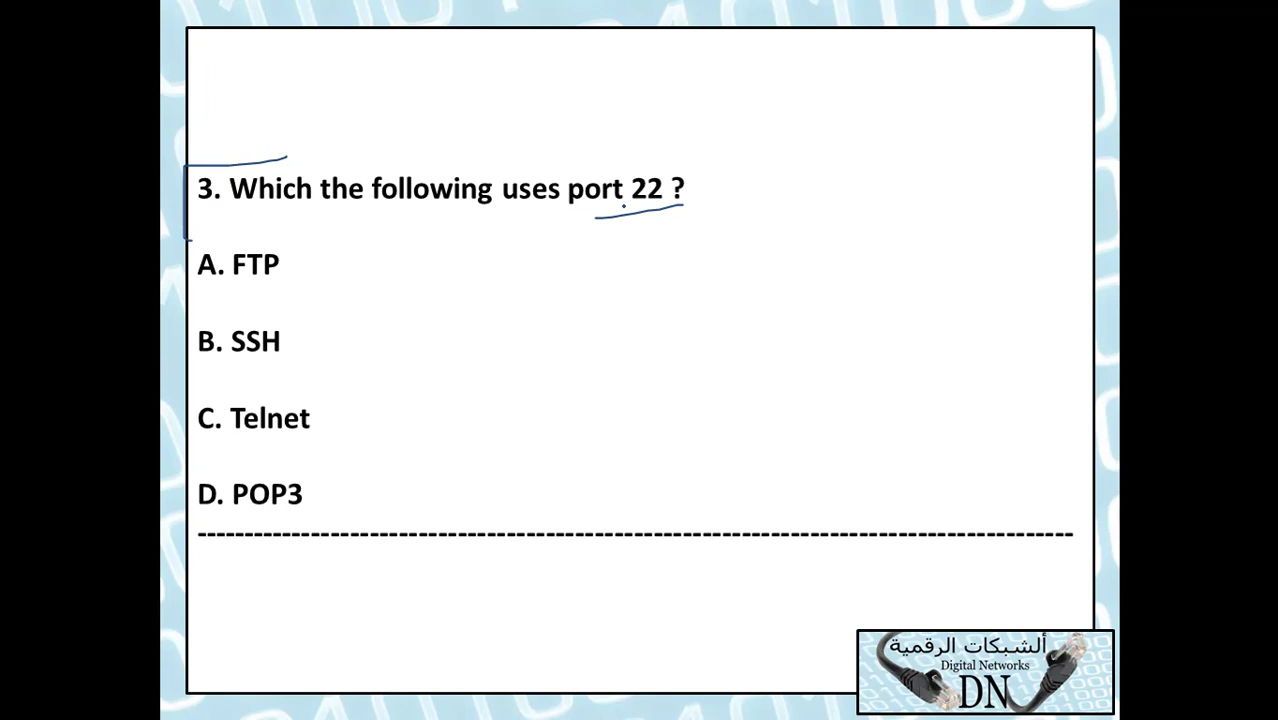 3. Which the following uses port 22 ?
A. FTP
B. SSH
C. Telnet
D. POP3
ألشبكات الرقمية
Digital Networks
DN